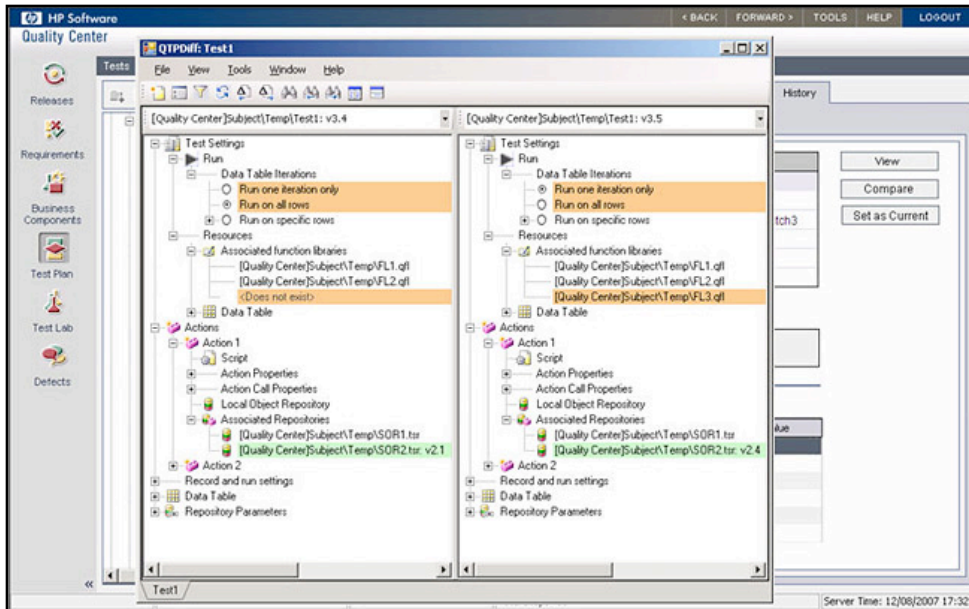 HP Software
< BACK FORWARD > TOOLS HELP LOGOUT
Quality Center
Releases
Requirements
Business
Components
Test Plan
Test Lab
Defects
Tests
QTPDiff: Test1
File View Tools Window Help
[Quality Center]Subject\Temp\Test1: v3.4
Test Settings
Run
Data Table Iterations
Run one iteration only
Run on all rows
Run on specific rows
Resources
Associated function libraries
[Quality Center]Subject\Temp\FL1.qfl
[Quality Center]Subject\Temp\FL2.qfl
<Does not exist>
Data Table
Actions
Action 1
Script
Action Properties
Action Call Properties
Local Object Repository
Associated Repositories
[Quality Center]Subject\Temp\SOR1.tsr
[Quality Center]Subject\Temp\SOR2.tsr: v2.1
Action 2
Record and run settings
Data Table
Repository Parameters
[Quality Center]Subject\Temp\Test1: v3.5
Test Settings
Run
Data Table Iterations
Run one iteration only
Run on all rows
Run on specific rows
Resources
Associated function libraries
[Quality Center]Subject\Temp\FL1.qfl
[Quality Center]Subject\Temp\FL2.qfl
[Quality Center]Subject\Temp\FL3.qfl
Data Table
Actions
Action 1
Script
Action Properties
Action Call Properties
Local Object Repository
Associated Repositories
[Quality Center]Subject\Temp\SOR1.tsr
[Quality Center]Subject\Temp\SOR2.tsr: v2.4
Action 2
Record and run settings
Data Table
Repository Parameters
Test1
History
View
Compare
Set as Current
tch3
alue
Server Time: 12/08/2007 17:32